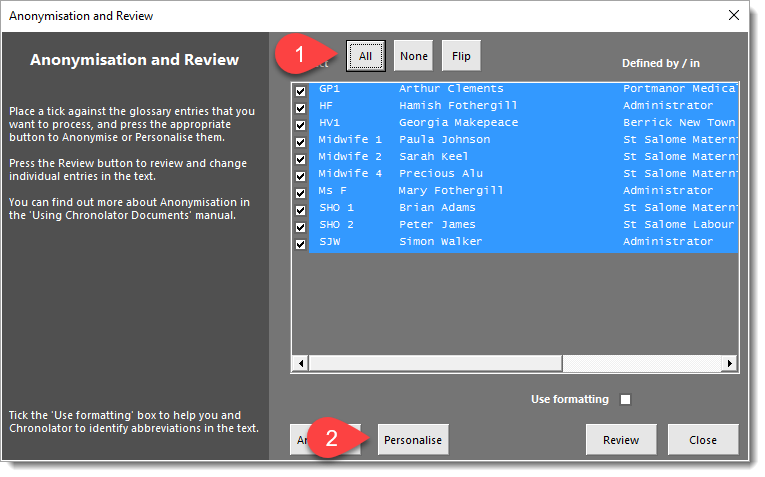 Anonymisation and Review
Anonymisation and Review
Place a tick against the glossary entries that you
want to process, and press the appropriate
button to Anonymise or Personalise them.
Press the Review button to review and change
individual entries in the text.
You can find out more about Anonymisation in
the 'Using Chronolator Documents' manual.
Tick the 'Use formatting' box to help you and
Chronolator to identify abbreviations in the text.
1 All None Flip
Defined by / in
GP1 Arthur Clements Portmanor Medica
HF Hamish Fothergill Administrator
HV1 Georgia Makepeace Berrick New Town
Midwife 1 Paula Johnson St Salome Matern
Midwife 2 Sarah Keel St Salome Matern
Midwife 4 Precious Alu St Salome Matern
Ms F Mary Fothergill Administrator
SHO 1 Brian Adams St Salome Matern
SHO 2 Peter James St Salome Labour
SJW Simon Walker Administrator
Use formatting
2 Personalise Review Close